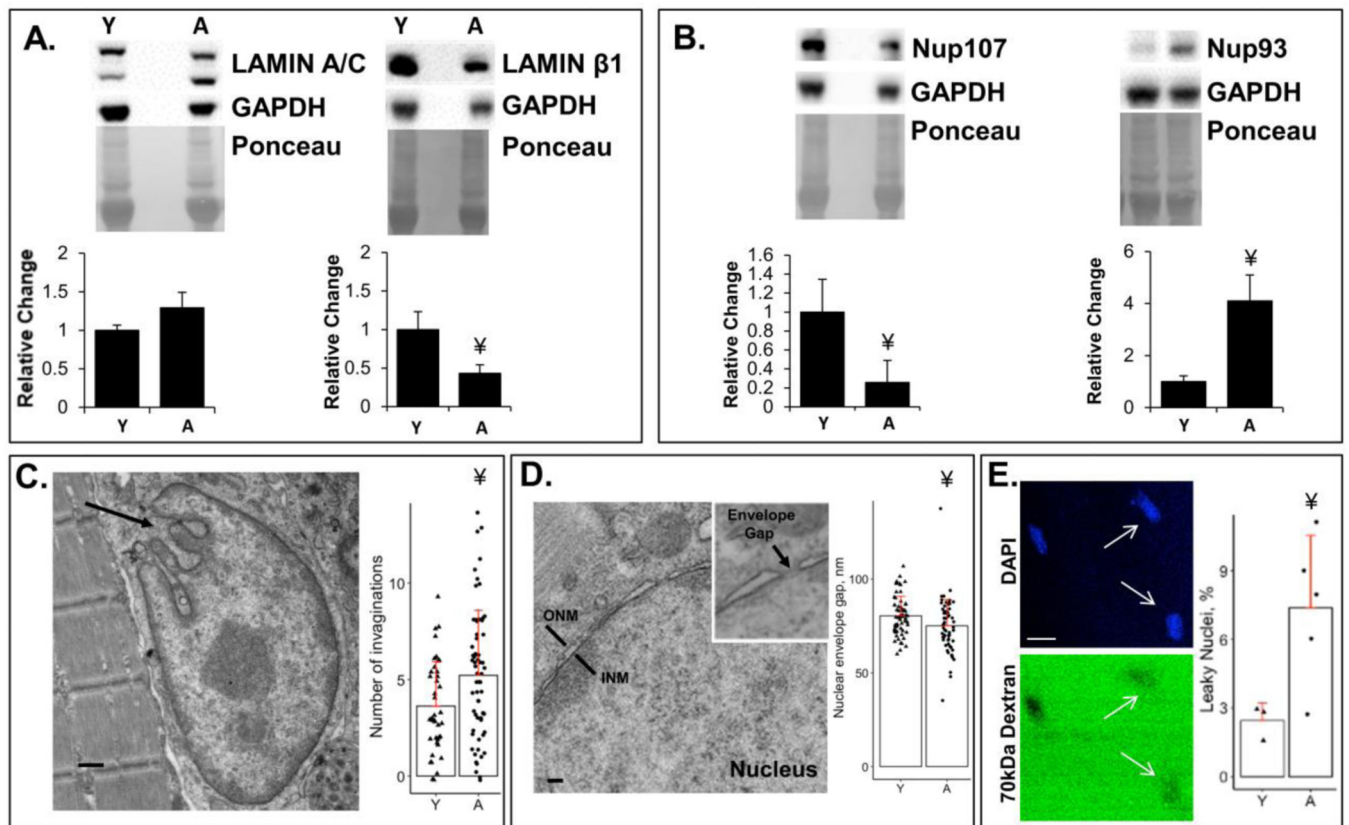 A.
Y A
LAMIN A/C
GAPDH
Ponceau
Relative Change
2
1.5
1
0.5
0
Y A
Y A
LAMIN β1
GAPDH
Ponceau
Relative Change
2
1.5
1
0.5
0
¥
Y A
B.
Nup107
GAPDH
Ponceau
Relative Change
1.6
1.4
1.2
1
0.8
0.6
0.4
0.2
0
¥
Y A
Nup93
GAPDH
Ponceau
Relative Change
6
4
2
0
¥
Y A
C.
¥
Number of invaginations
10
5
0
Y A
D.
Envelope
Gap
ONM
INM
Nucleus
¥
Nuclear envelope gap, nm
100
50
0
Y A
E.
DAPI
70kDa Dextran
¥
Leaky Nuclei, %
9
6
3
0
Y A